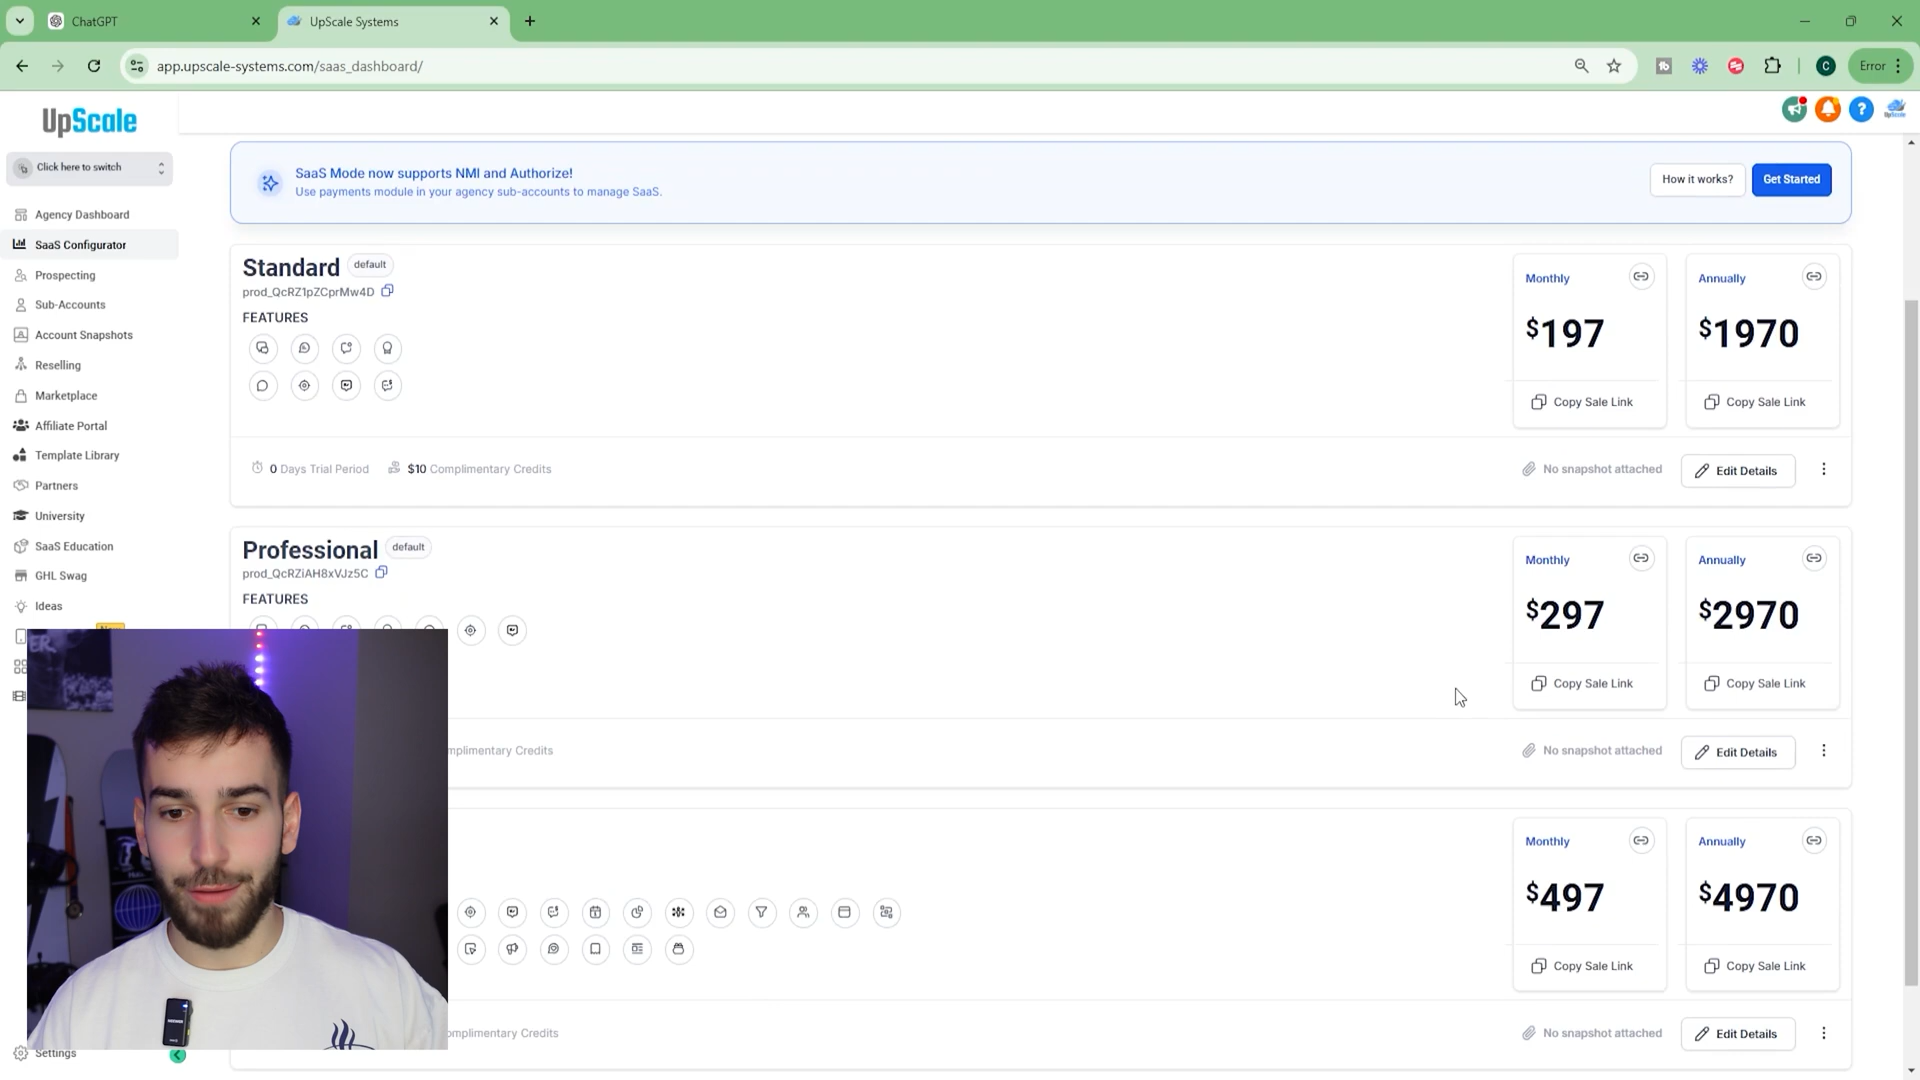 ChatGPT
UpScale Systems
app.upscale-systems.com/saas_dashboard/
C
Error
UpScale
Click here to switch
Agency Dashboard
SaaS Configurator
Prospecting
Sub-Accounts
Account Snapshots
Reselling
Marketplace
Affiliate Portal
Template Library
Partners
University
SaaS Education
GHL Swag
Ideas
New
Settings
SaaS Mode now supports NMI and Authorize!
Use payments module in your agency sub-accounts to manage SaaS.
How it works?
Get Started
Standard default
prod_QcRZ1pZCprMw4D
FEATURES
Monthly
$197
Copy Sale Link
Annually
$1970
Copy Sale Link
0 Days Trial Period
$10 Complimentary Credits
No snapshot attached
Edit Details
Professional default
prod_QcRZiAH8xVJz5C
FEATURES
Monthly
$297
Copy Sale Link
Annually
$2970
Copy Sale Link
mplimentary Credits
No snapshot attached
Edit Details
Monthly
$497
Copy Sale Link
Annually
$4970
Copy Sale Link
omplimentary Credits
No snapshot attached
Edit Details